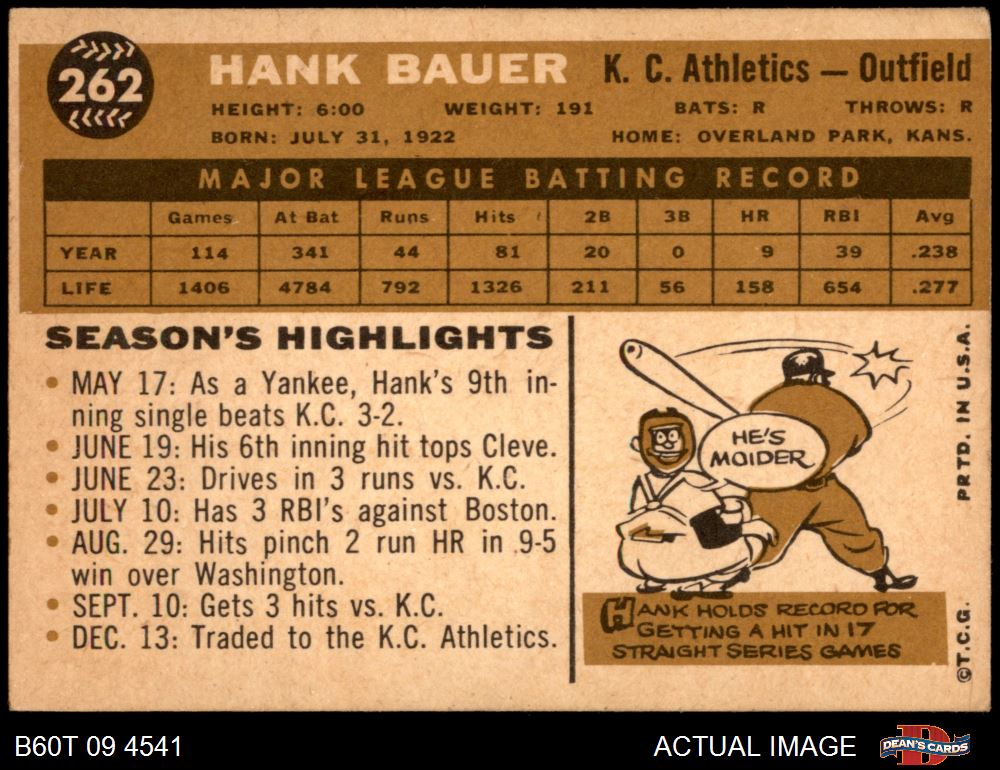 262
HANK BAUER K. C. Athletics — Outfield
HEIGHT: 6:00 WEIGHT: 191 BATS: R THROWS: R
BORN: JULY 31, 1922 HOME: OVERLAND PARK, KANS.
MAJOR LEAGUE BATTING RECORD
Games At Bat Runs Hits 2B 3B HR RBI Avg
YEAR 114 341 44 81 20 0 9 39 .238
LIFE 1406 4784 792 1326 211 56 158 654 .277
SEASON'S HIGHLIGHTS
• MAY 17: As a Yankee, Hank's 9th in-
ning single beats K.C. 3-2.
• JUNE 19: His 6th inning hit tops Cleve.
• JUNE 23: Drives in 3 runs vs. K.C.
• JULY 10: Has 3 RBI's against Boston.
• AUG. 29: Hits pinch 2 run HR in 9-5
win over Washington.
• SEPT. 10: Gets 3 hits vs. K.C.
• DEC. 13: Traded to the K.C. Athletics.
HE'S
MOIDER
HANK HOLDS RECORD FOR
GETTING A HIT IN 17
STRAIGHT SERIES GAMES
©T.C.G. PRTD. IN U.S.A.
B60T 09 4541 ACTUAL IMAGE DEAN'S CARDS